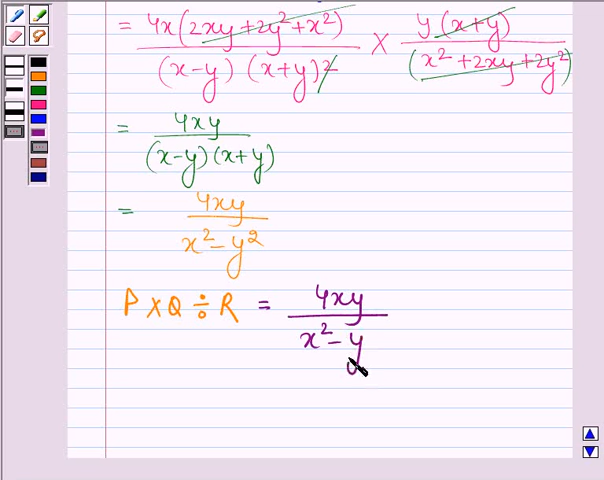 = 4x(2xy+2y²+x²) / (x-y) (x+y)² × y(x+y) / (x²+2xy+2y²)
= 4xy / (x-y)(x+y)
= 4xy / x²-y²
P×Q÷R = 4xy / x²-y